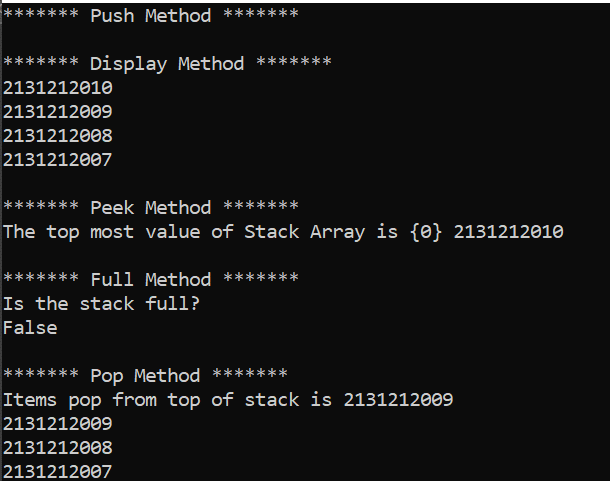 ******* Push Method *******
******* Display Method *******
2131212010
2131212009
2131212008
2131212007
******* Peek Method *******
The top most value of Stack Array is {0} 2131212010
******* Full Method *******
Is the stack full?
False
******* Pop Method *******
Items pop from top of stack is 2131212009
2131212009
2131212008
2131212007